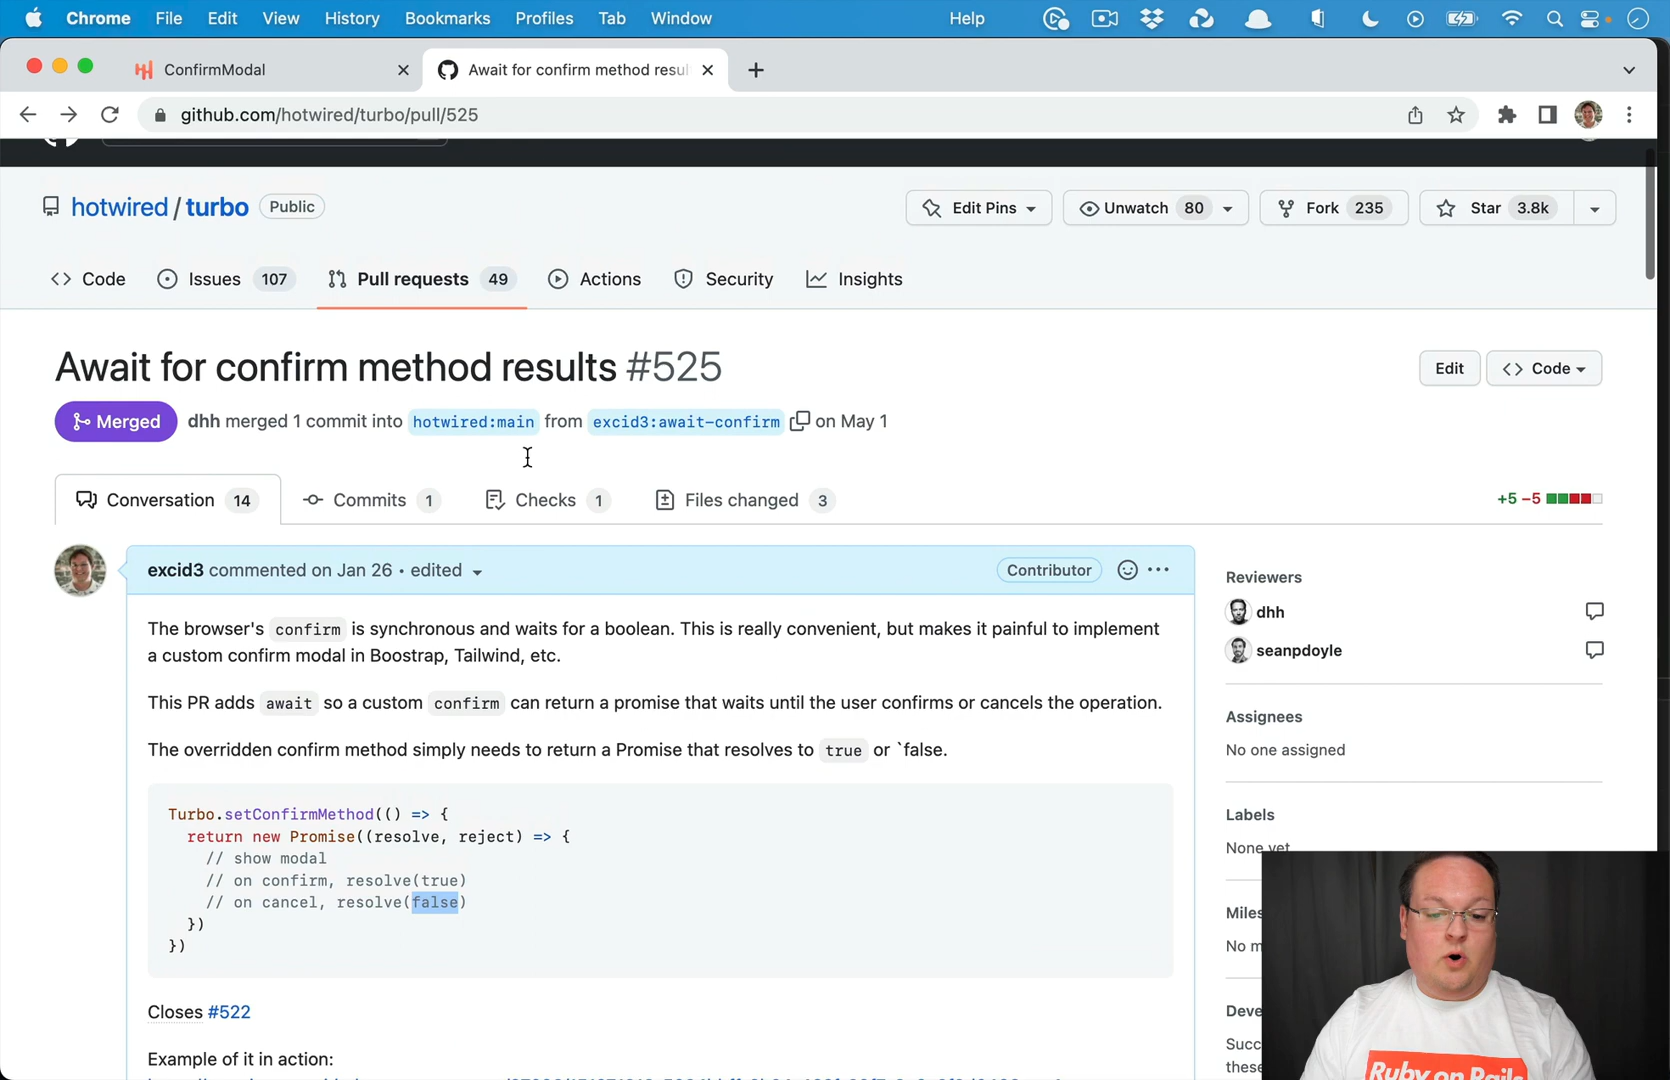 Chrome File Edit View History Bookmarks Profiles Tab Window Help
ConfirmModal
Await for confirm method resul
github.com/hotwired/turbo/pull/525
hotwired / turbo Public
Edit Pins
Unwatch 80
Fork 235
Star 3.8k
Code
Issues 107
Pull requests 49
Actions
Security
Insights
Await for confirm method results #525
Edit
Code
Merged dhh merged 1 commit into hotwired:main from excid3:await-confirm on May 1
Conversation 14
Commits 1
Checks 1
Files changed 3
+5 −5
excid3 commented on Jan 26 • edited
Contributor
The browser's confirm is synchronous and waits for a boolean. This is really convenient, but makes it painful to implement
a custom confirm modal in Boostrap, Tailwind, etc.
This PR adds await so a custom confirm can return a promise that waits until the user confirms or cancels the operation.
The overridden confirm method simply needs to return a Promise that resolves to true or `false.
Turbo.setConfirmMethod(() => {
return new Promise((resolve, reject) => {
// show modal
// on confirm, resolve(true)
// on cancel, resolve(false)
})
})
Closes #522
Example of it in action:
Reviewers
dhh
seanpdoyle
Assignees
No one assigned
Labels
None yet
Miles
No m
Deve
Succ
these
Ruby on Rails